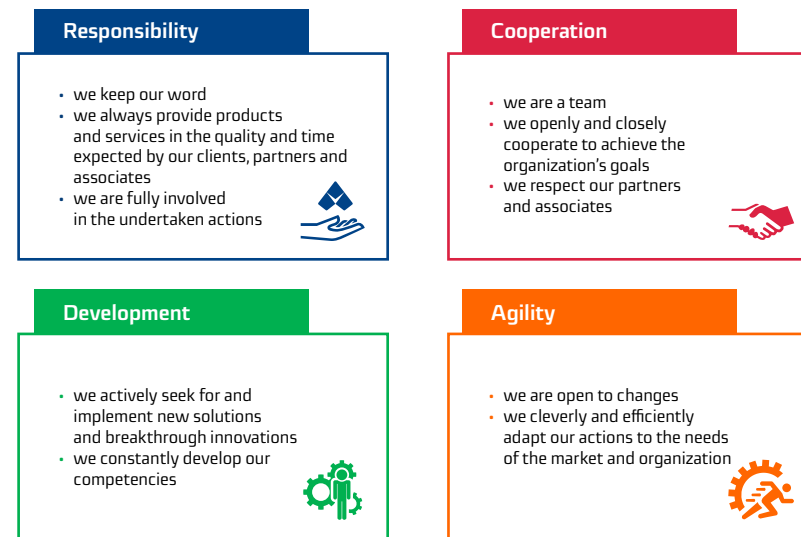 Responsibility
• we keep our word
• we always provide products
and services in the quality and time
expected by our clients, partners and
associates
• we are fully involved
in the undertaken actions
Cooperation
• we are a team
• we openly and closely
cooperate to achieve the
organization's goals
• we respect our partners
and associates
Development
• we actively seek for and
implement new solutions
and breakthrough innovations
• we constantly develop our
competencies
Agility
• we are open to changes
• we cleverly and efficiently
adapt our actions to the needs
of the market and organization